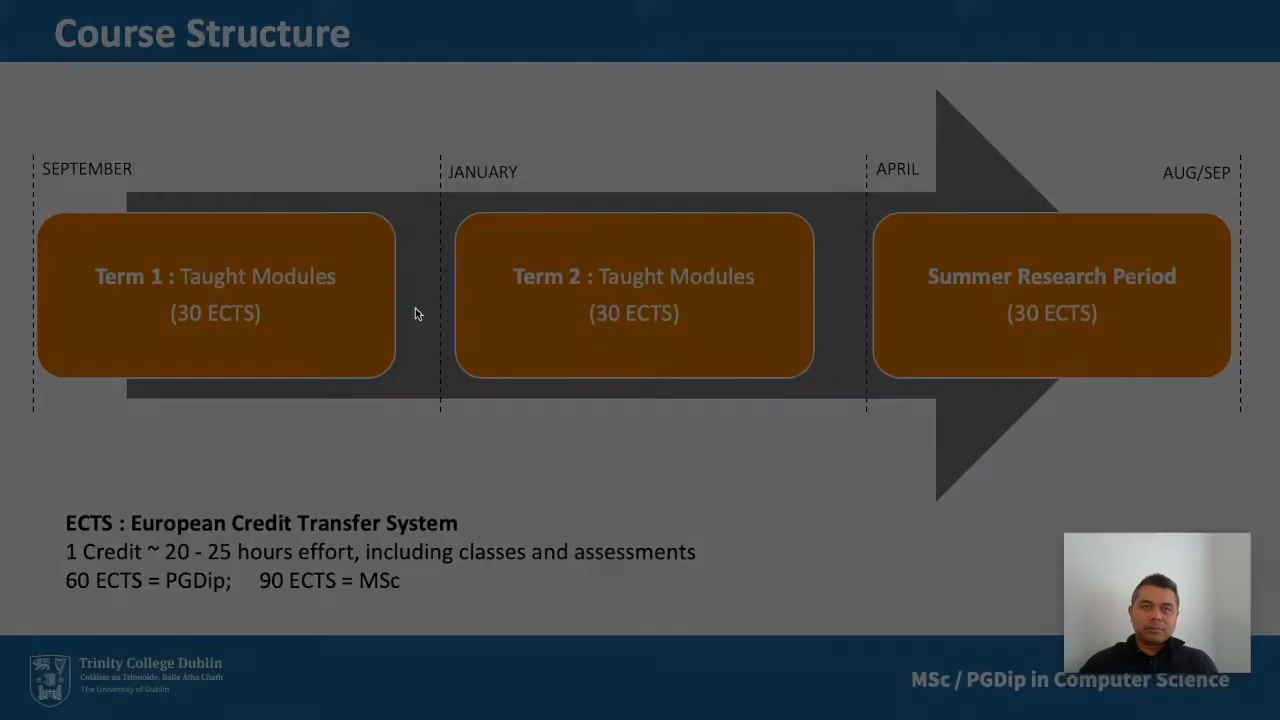 Course Structure
SEPTEMBER
JANUARY
APRIL
AUG/SEP
Term 1 : Taught Modules
(30 ECTS)
Term 2 : Taught Modules
(30 ECTS)
Summer Research Period
(30 ECTS)
ECTS : European Credit Transfer System
1 Credit ~ 20 - 25 hours effort, including classes and assessments
60 ECTS = PGDip; 90 ECTS = MSc
Trinity College Dublin
Coláiste na Tríonóide, Baile Átha Cliath
The University of Dublin
MSc / PGDip in Computer Science